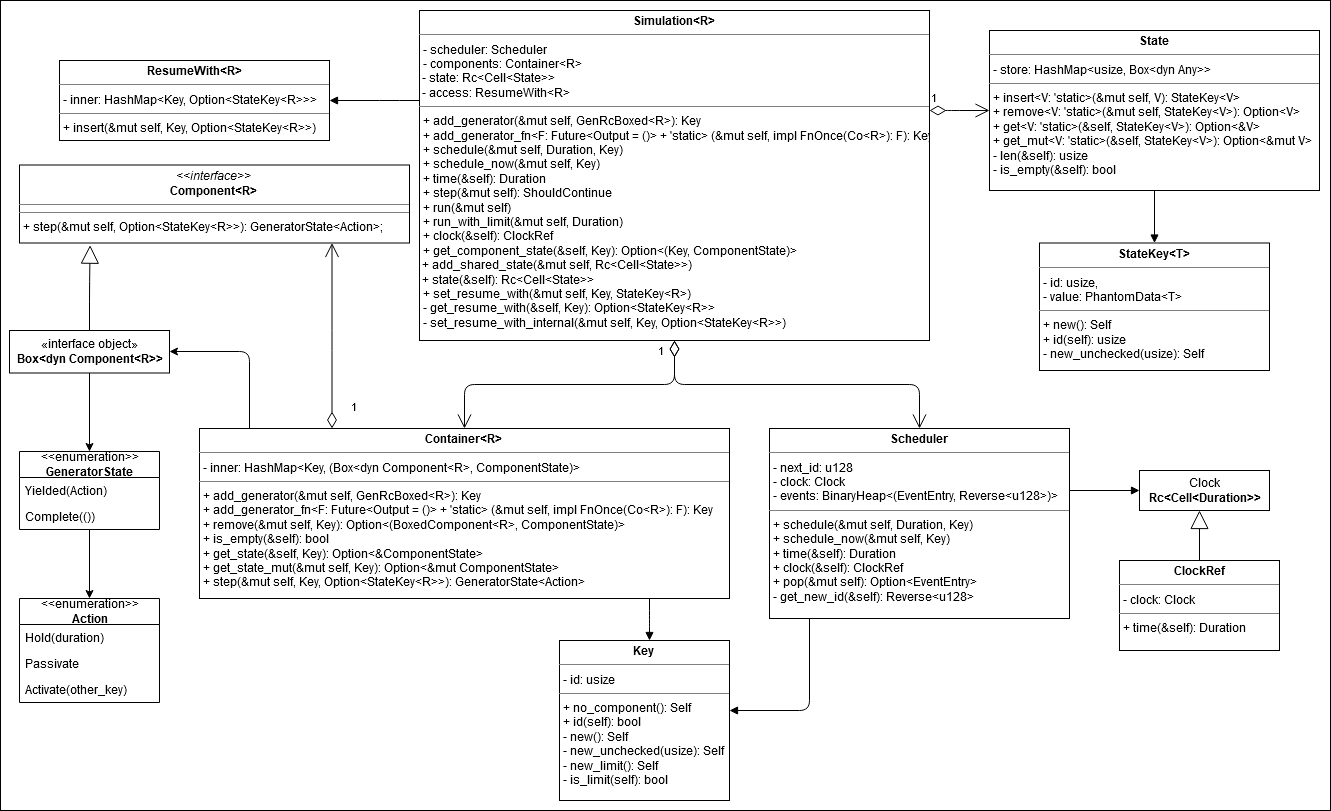 Simulation<R>
- scheduler: Scheduler
- components: Container<R>
- state: Rc<Cell<State>>
- access: ResumeWith<R>
+ add_generator(&mut self, GenRcBoxed<R>): Key
+ add_generator_fn<F: Future<Output = ()> + 'static> (&mut self, impl FnOnce(Co<R>): F): Key
+ schedule(&mut self, Duration, Key)
+ schedule_now(&mut self, Key)
+ time(&self): Duration
+ step(&mut self): ShouldContinue
+ run(&mut self)
+ run_with_limit(&mut self, Duration)
+ clock(&self): ClockRef
+ get_component_state(&self, Key): Option<(Key, ComponentState)>
+ add_shared_state(&mut self, Rc<Cell<State>>)
+ state(&self): Rc<Cell<State>>
+ set_resume_with(&mut self, Key, StateKey<R>)
- get_resume_with(&self, Key): Option<StateKey<R>>
- set_resume_with_internal(&mut self, Key, Option<StateKey<R>>)
ResumeWith<R>
- inner: HashMap<Key, Option<StateKey<R>>>
+ insert(&mut self, Key, Option<StateKey<R>>)
1
State
- store: HashMap<usize, Box<dyn Any>>
+ insert<V: 'static>(&mut self, V): StateKey<V>
+ remove<V: 'static>(&mut self, StateKey<V>): Option<V>
+ get<V: 'static>(&self, StateKey<V>): Option<&V>
+ get_mut<V: 'static>(&self, StateKey<V>): Option<&mut V>
- len(&self): usize
- is_empty(&self): bool
<<interface>>
Component<R>
+ step(&mut self, Option<StateKey<R>>): GeneratorState<Action>;
StateKey<T>
- id: usize,
- value: PhantomData<T>
+ new(): Self
+ id(self): usize
- new_unchecked(usize): Self
«interface object»
Box<dyn Component<R>>
1
1
<<enumeration>>
GeneratorState
Yielded(Action)
Complete(())
<<enumeration>>
Action
Hold(duration)
Passivate
Activate(other_key)
Container<R>
- inner: HashMap<Key, (Box<dyn Component<R>, ComponentState)>
+ add_generator(&mut self, GenRcBoxed<R>): Key
+ add_generator_fn<F: Future<Output = ()> + 'static> (&mut self, impl FnOnce(Co<R>): F): Key
+ remove(&mut self, Key): Option<(BoxedComponent<R>, ComponentState)>
+ is_empty(&self): bool
+ get_state(&self, Key): Option<&ComponentState>
+ get_state_mut(&mut self, Key): Option<&mut ComponentState>
+ step(&mut self, Key, Option<StateKey<R>>): GeneratorState<Action>
Scheduler
- next_id: u128
- clock: Clock
- events: BinaryHeap<(EventEntry, Reverse<u128>)>
+ schedule(&mut self, Duration, Key)
+ schedule_now(&mut self, Key)
+ time(&self): Duration
+ clock(&self): ClockRef
+ pop(&mut self): Option<EventEntry>
- get_new_id(&self): Reverse<u128>
Clock
Rc<Cell<Duration>>
ClockRef
- clock: Clock
+ time(&self): Duration
Key
- id: usize
+ no_component(): Self
+ id(self): bool
- new(): Self
- new_unchecked(usize): Self
- new_limit(): Self
- is_limit(self): bool